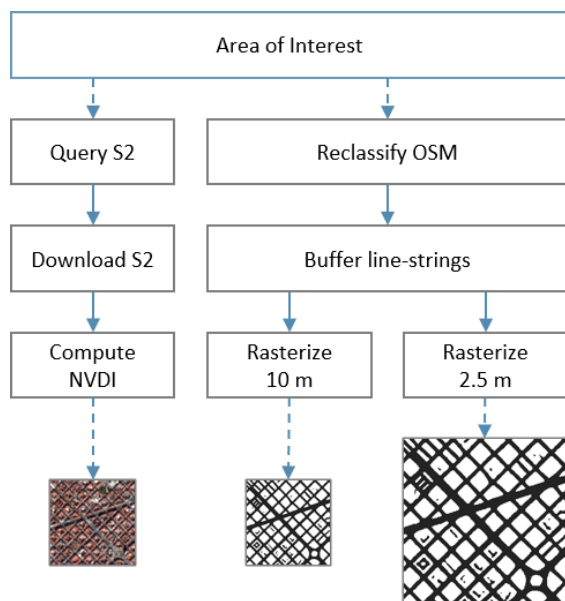 Area of Interest
Query S2
Reclassify OSM
Download S2
Buffer line-strings
Compute
NVDI
Rasterize
10 m
Rasterize
2.5 m